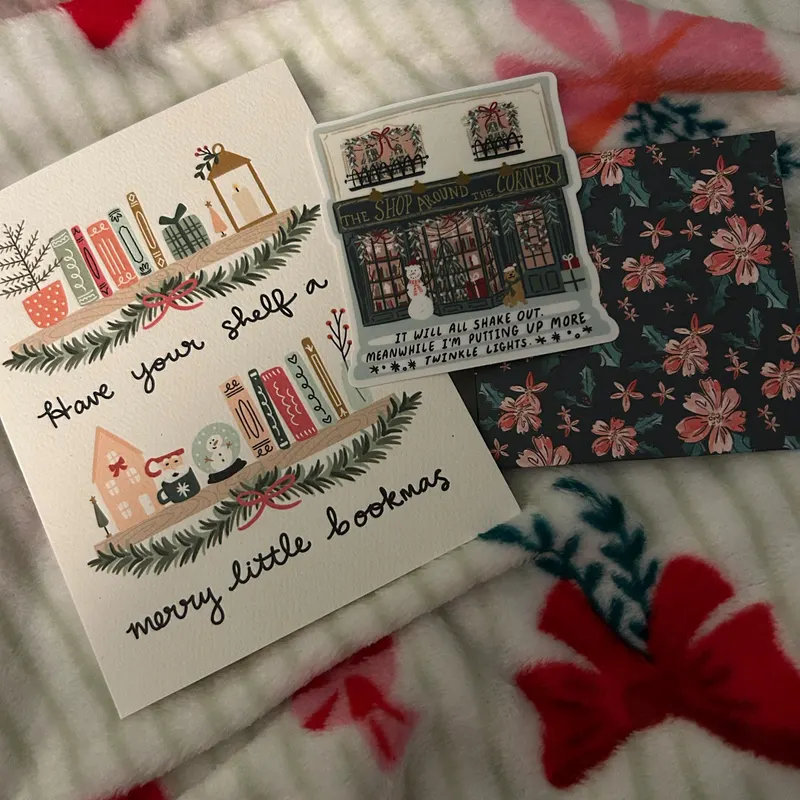 Have your shelf a
merry little bookmas
THE SHOP AROUND THE CORNER
IT WILL ALL SHAKE OUT.
MEANWHILE I'M PUTTING UP MORE
TWINKLE LIGHTS.